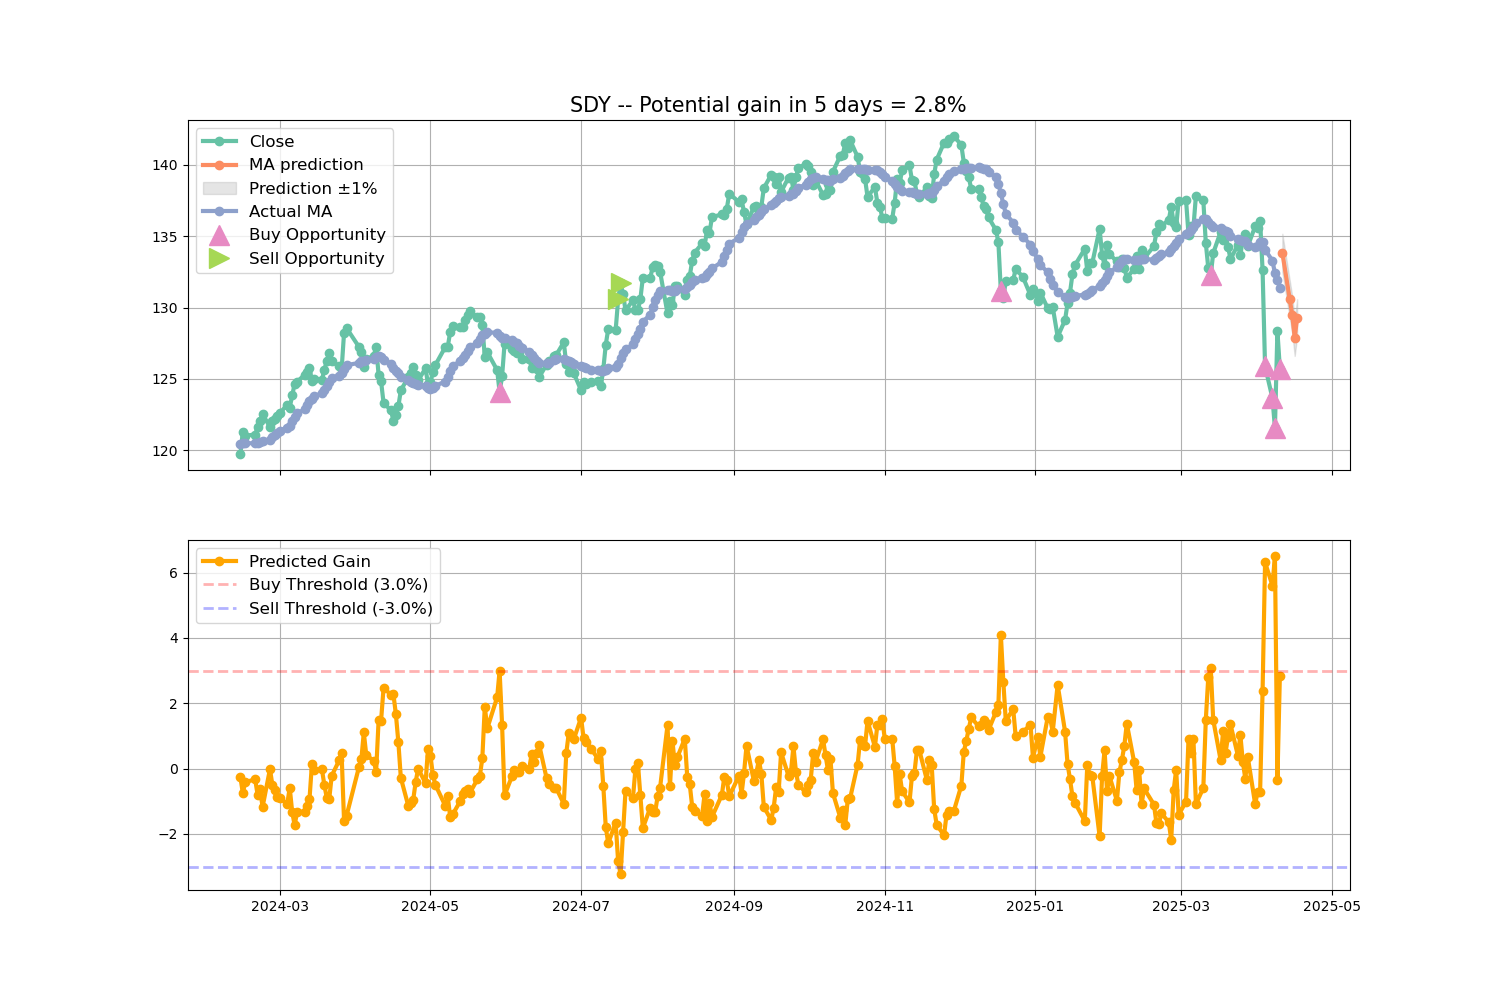 SDY -- Potential gain in 5 days = 2.8%
Close
MA prediction
Prediction ±1%
Actual MA
Buy Opportunity
Sell Opportunity
140
135
130
125
120
Predicted Gain
Buy Threshold (3.0%)
Sell Threshold (-3.0%)
6
4
2
0
−2
2024-03
2024-05
2024-07
2024-09
2024-11
2025-01
2025-03
2025-05